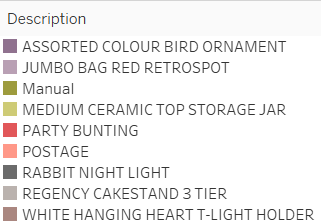 Description
ASSORTED COLOUR BIRD ORNAMENT
JUMBO BAG RED RETROSPOT
Manual
MEDIUM CERAMIC TOP STORAGE JAR
PARTY BUNTING
POSTAGE
RABBIT NIGHT LIGHT
REGENCY CAKESTAND 3 TIER
WHITE HANGING HEART T-LIGHT HOLDER